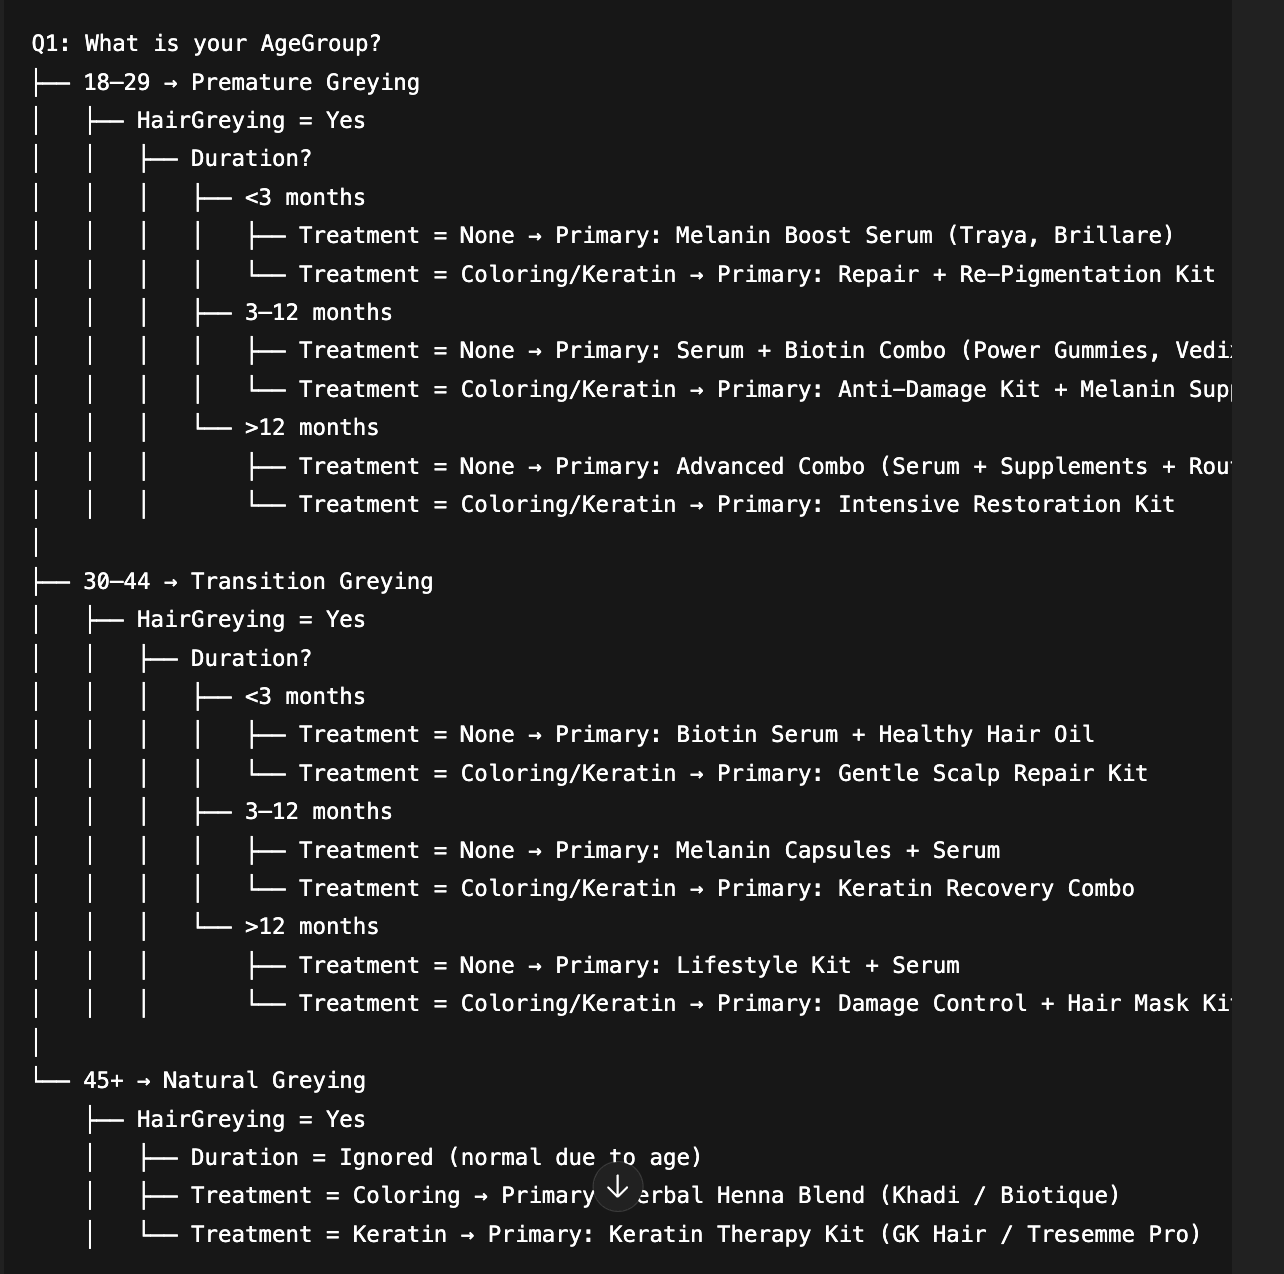 Q1: What is your AgeGroup?
├── 18–29 → Premature Greying
│   ├── HairGreying = Yes
│   │   ├── Duration?
│   │   │   ├── <3 months
│   │   │   │   ├── Treatment = None → Primary: Melanin Boost Serum (Traya, Brillare)
│   │   │   │   └── Treatment = Coloring/Keratin → Primary: Repair + Re-Pigmentation Kit
│   │   │   ├── 3–12 months
│   │   │   │   ├── Treatment = None → Primary: Serum + Biotin Combo (Power Gummies,
│   │   │   │   └── Treatment = Coloring/Keratin → Primary: Anti-Damage Kit + Melanin
│   │   │   └── >12 months
│   │   │       ├── Treatment = None → Primary: Advanced Combo (Serum + Supplements +
│   │   │       └── Treatment = Coloring/Keratin → Primary: Intensive Restoration Kit
│
├── 30–44 → Transition Greying
│   ├── HairGreying = Yes
│   │   ├── Duration?
│   │   │   ├── <3 months
│   │   │   │   ├── Treatment = None → Primary: Biotin Serum + Healthy Hair Oil
│   │   │   │   └── Treatment = Coloring/Keratin → Primary: Gentle Scalp Repair Kit
│   │   │   ├── 3–12 months
│   │   │   │   ├── Treatment = None → Primary: Melanin Capsules + Serum
│   │   │   │   └── Treatment = Coloring/Keratin → Primary: Keratin Recovery Combo
│   │   │   └── >12 months
│   │   │       ├── Treatment = None → Primary: Lifestyle Kit + Serum
│   │   │       └── Treatment = Coloring/Keratin → Primary: Damage Control + Hair Mask
│
└── 45+ → Natural Greying
    ├── HairGreying = Yes
    │   ├── Duration = Ignored (normal due to age)
    │   ├── Treatment = Coloring → Primary Henna Blend (Khadi / Biotique)
    │   └── Treatment = Keratin → Primary: Keratin Therapy Kit (GK Hair / Tresemme Pro)